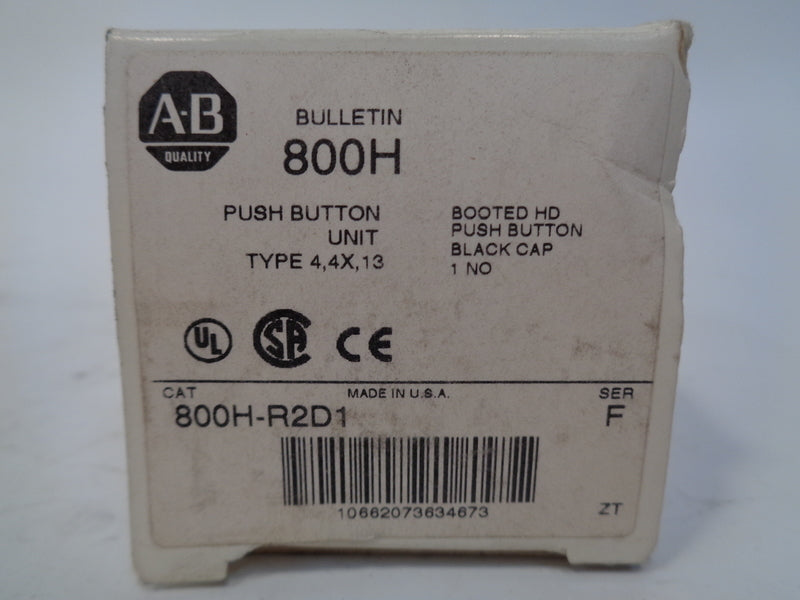 A-B
QUALITY
BULLETIN
800H
PUSH BUTTON
UNIT
TYPE 4,4X,13
BOOTED HD
PUSH BUTTON
BLACK CAP
1 NO
UL
SA
CE
CAT
MADE IN U.S.A.
SER
800H-R2D1
F
10662073634673
ZT